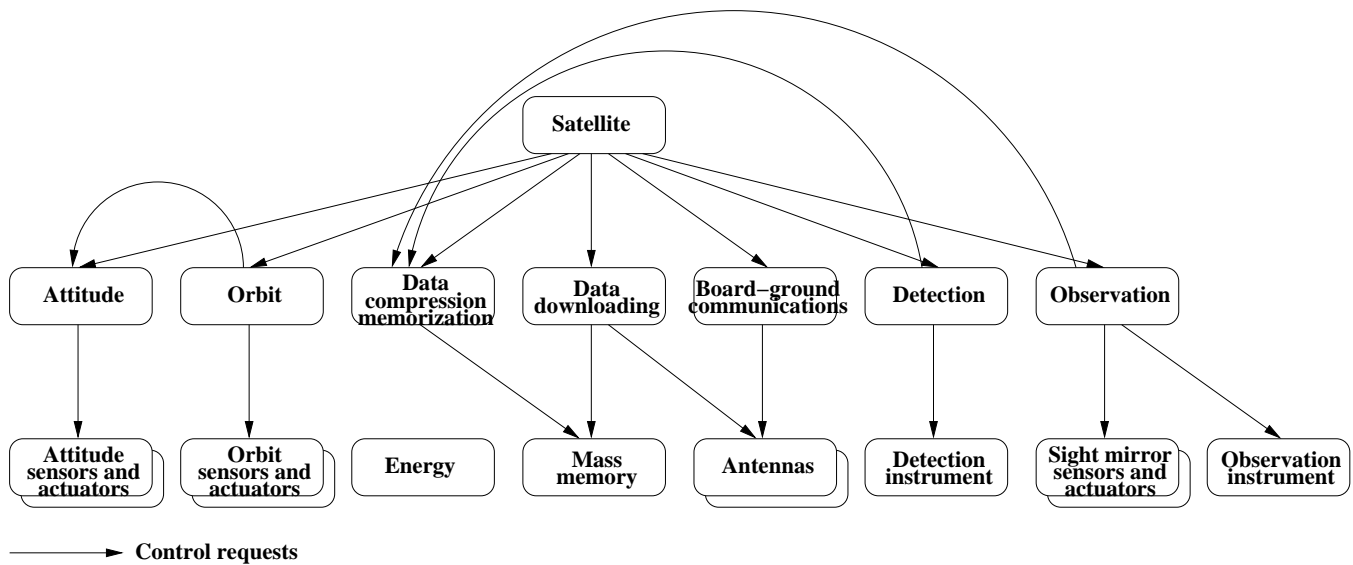 Satellite
Attitude
Orbit
Data
compression
memorization
Data
downloading
Board−ground
communications
Detection
Observation
Attitude
sensors and
actuators
Orbit
sensors and
actuators
Energy
Mass
memory
Antennas
Detection
instrument
Sight mirror
sensors and
actuators
Observation
instrument
Control requests